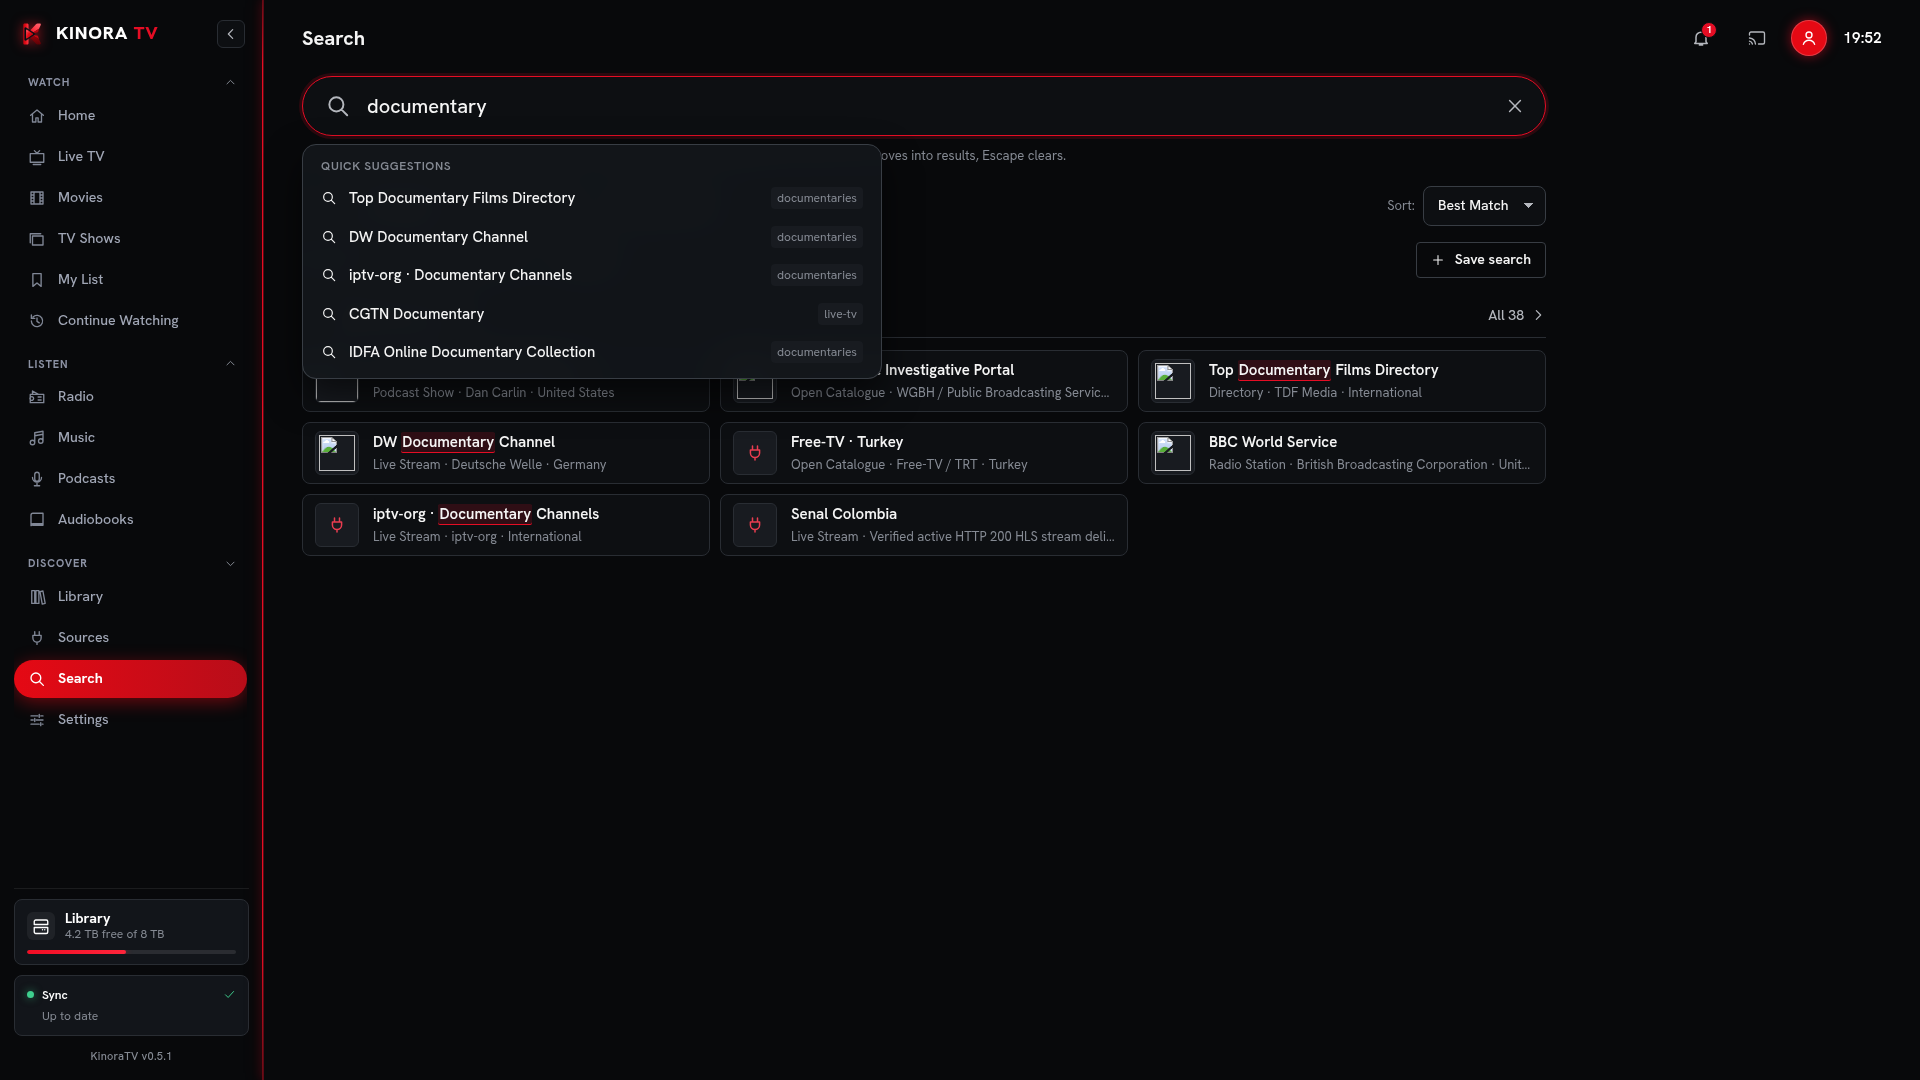 KINORA TV
WATCH
Home
Live TV
Movies
TV Shows
My List
Continue Watching
LISTEN
Radio
Music
Podcasts
Audiobooks
DISCOVER
Library
Sources
Search
Settings
Library
4.2 TB free of 8 TB
Sync
Up to date
KinoraTV v0.5.1
Search
1
19:52
documentary
into results, Escape clears.
QUICK SUGGESTIONS
Top Documentary Films Directory
documentaries
DW Documentary Channel
documentaries
iptv-org · Documentary Channels
documentaries
CGTN Documentary
live-tv
IDFA Online Documentary Collection
documentaries
Sort:
Best Match
Save search
All 38
Podcast Show · Dan Carlin · United States
Investigative Portal
Open Catalogue · WGBH / Public Broadcasting Servic...
Top Documentary Films Directory
Directory · TDF Media · International
DW Documentary Channel
Live Stream · Deutsche Welle · Germany
Free-TV · Turkey
Open Catalogue · Free-TV / TRT · Turkey
BBC World Service
Radio Station · British Broadcasting Corporation · Unit...
iptv-org · Documentary Channels
Live Stream · iptv-org · International
Senal Colombia
Live Stream · Verified active HTTP 200 HLS stream deli...